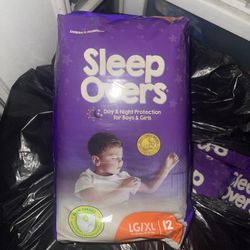 Sleep
Overs
Day & Night Protection
for Boys & Girls
LG/XL
12